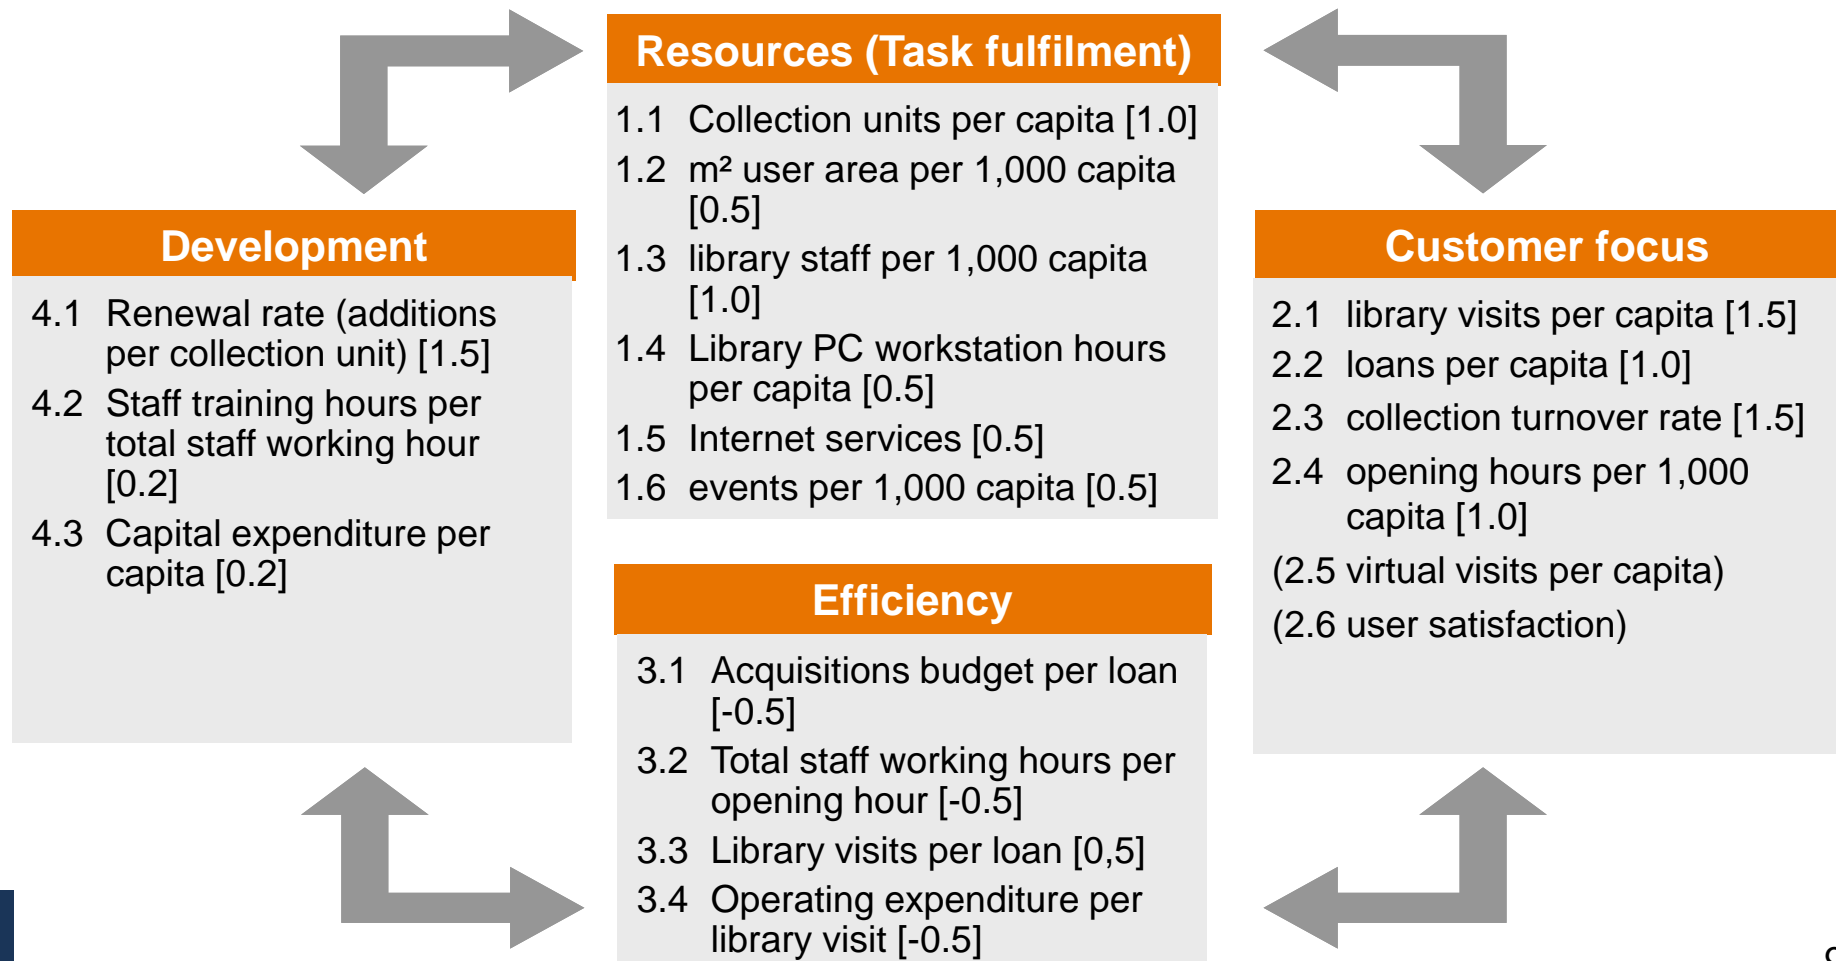 Resources (Task fulfilment)
1.1 Collection units per capita [1.0]
1.2 m² user area per 1,000 capita
[0.5]
1.3 library staff per 1,000 capita
[1.0]
1.4 Library PC workstation hours
per capita [0.5]
1.5 Internet services [0.5]
1.6 events per 1,000 capita [0.5]
Development
4.1 Renewal rate (additions
per collection unit) [1.5]
4.2 Staff training hours per
total staff working hour
[0.2]
4.3 Capital expenditure per
capita [0.2]
Customer focus
2.1 library visits per capita [1.5]
2.2 loans per capita [1.0]
2.3 collection turnover rate [1.5]
2.4 opening hours per 1,000
capita [1.0]
(2.5 virtual visits per capita)
(2.6 user satisfaction)
Efficiency
3.1 Acquisitions budget per loan
[-0.5]
3.2 Total staff working hours per
opening hour [-0.5]
3.3 Library visits per loan [0,5]
3.4 Operating expenditure per
library visit [-0.5]